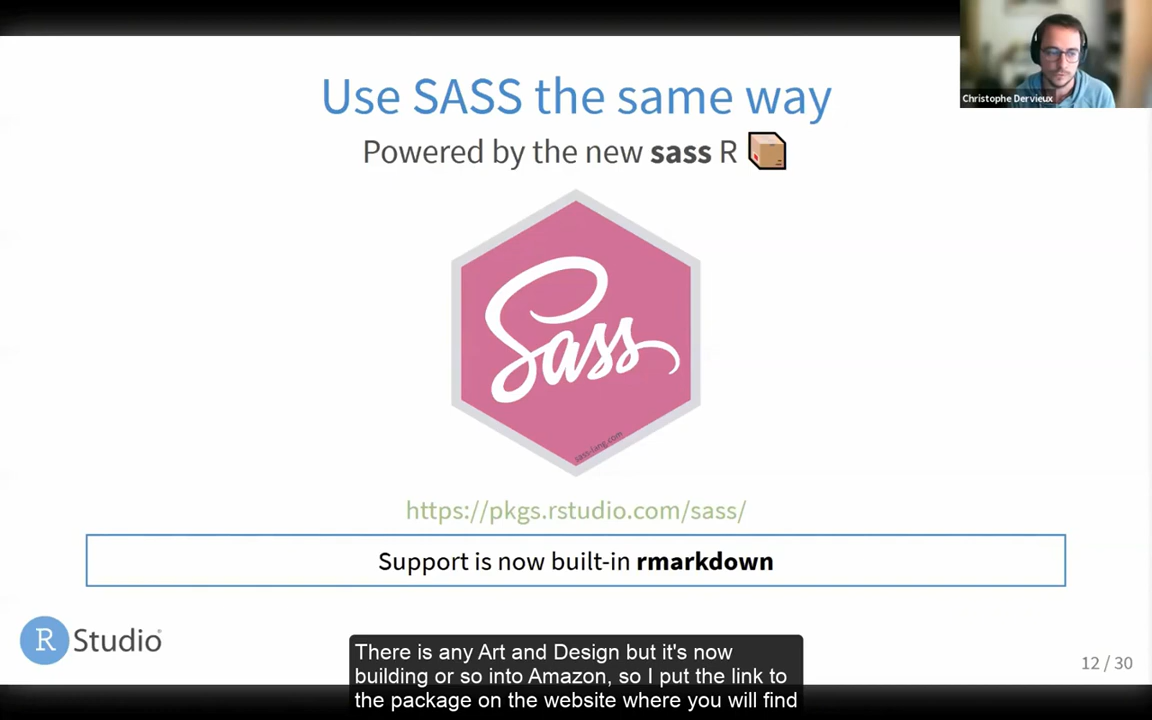 Use SASS the same way
Powered by the new sass R
Christophe Dervieux
Sass
sass-lang.com
https://pkgs.rstudio.com/sass/
Support is now built-in rmarkdown
R Studio
There is any Art and Design but it's now
building or so into Amazon, so I put the link to
the package on the website where you will find
12 / 30